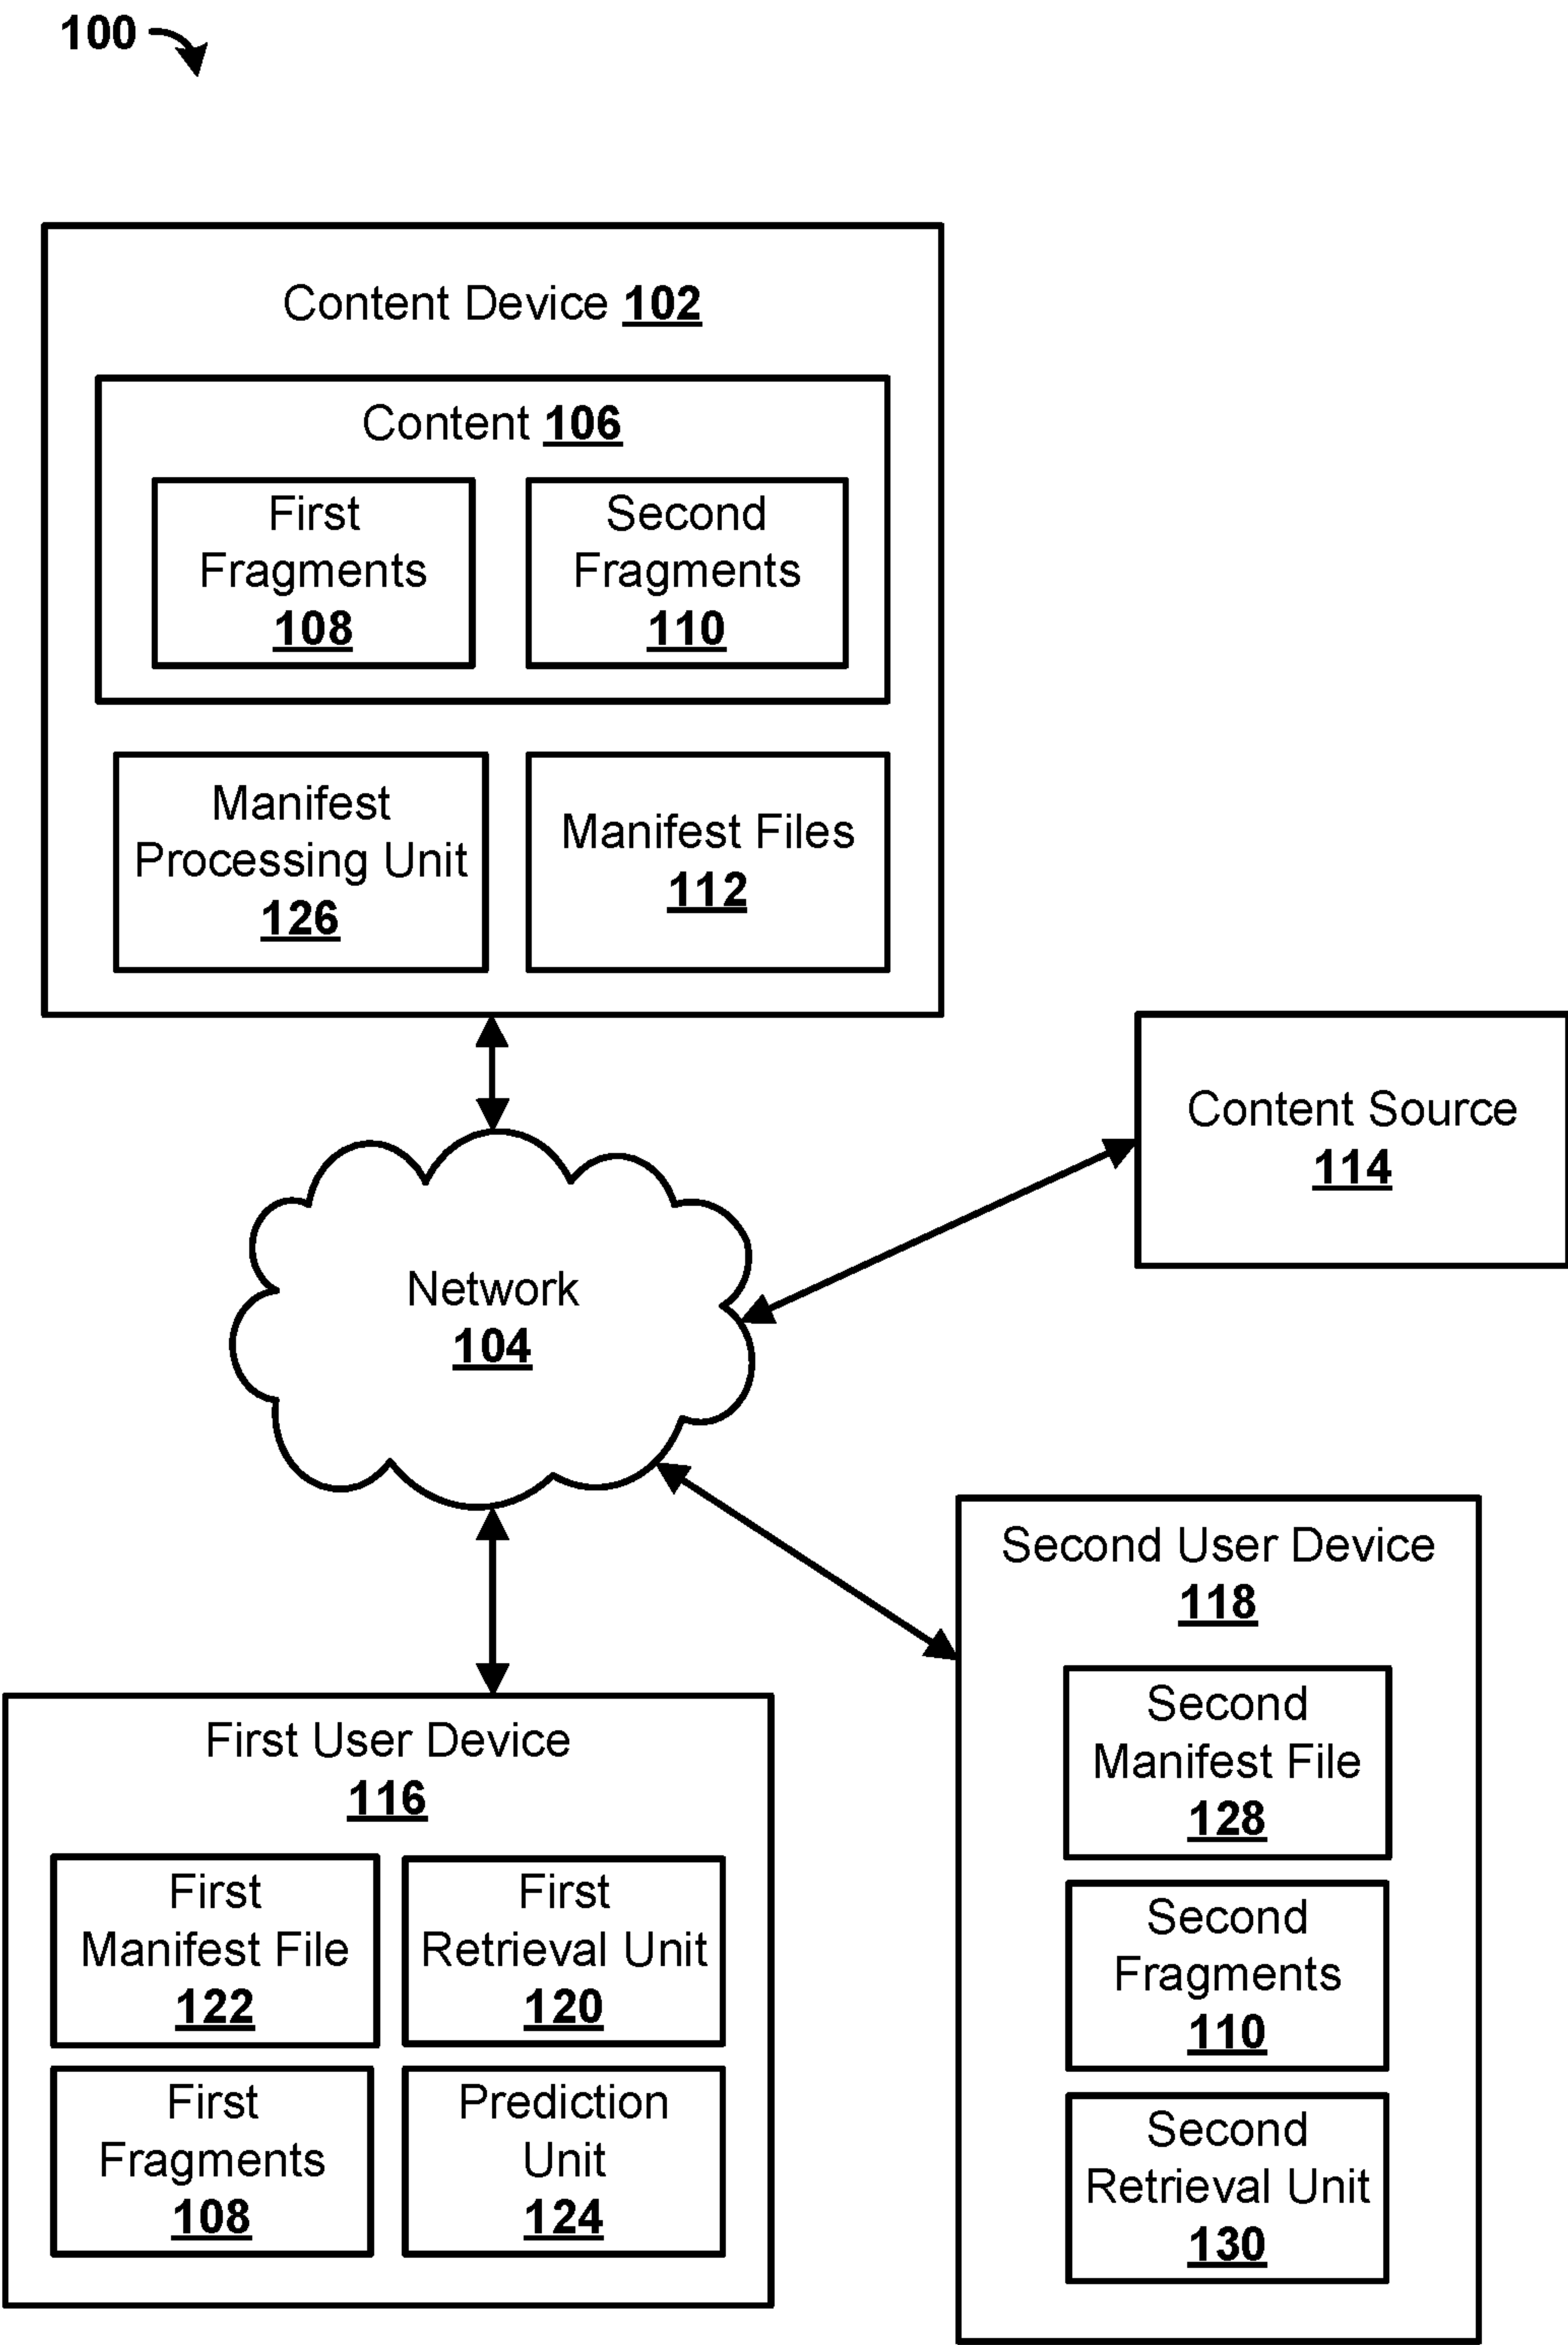 100
Content Device 102
Content 106
First
Fragments
108
Second
Fragments
110
Manifest
Processing Unit
126
Manifest Files
112
Content Source
114
Network
104
Second User Device
118
Second
Manifest File
128
Second
Fragments
110
Second
Retrieval Unit
130
First User Device
116
First
Manifest File
122
First
Retrieval Unit
120
First
Fragments
108
Prediction
Unit
124